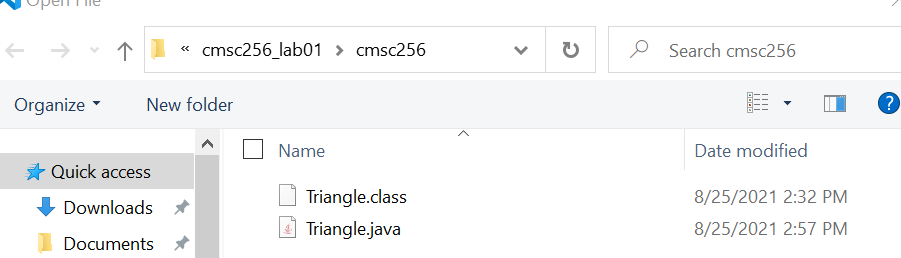 Open File
« cmsc256_lab01 > cmsc256
Search cmsc256
Organize New folder
Name Date modified
Quick access
Downloads
Documents
Triangle.class 8/25/2021 2:32 PM
Triangle.java 8/25/2021 2:57 PM